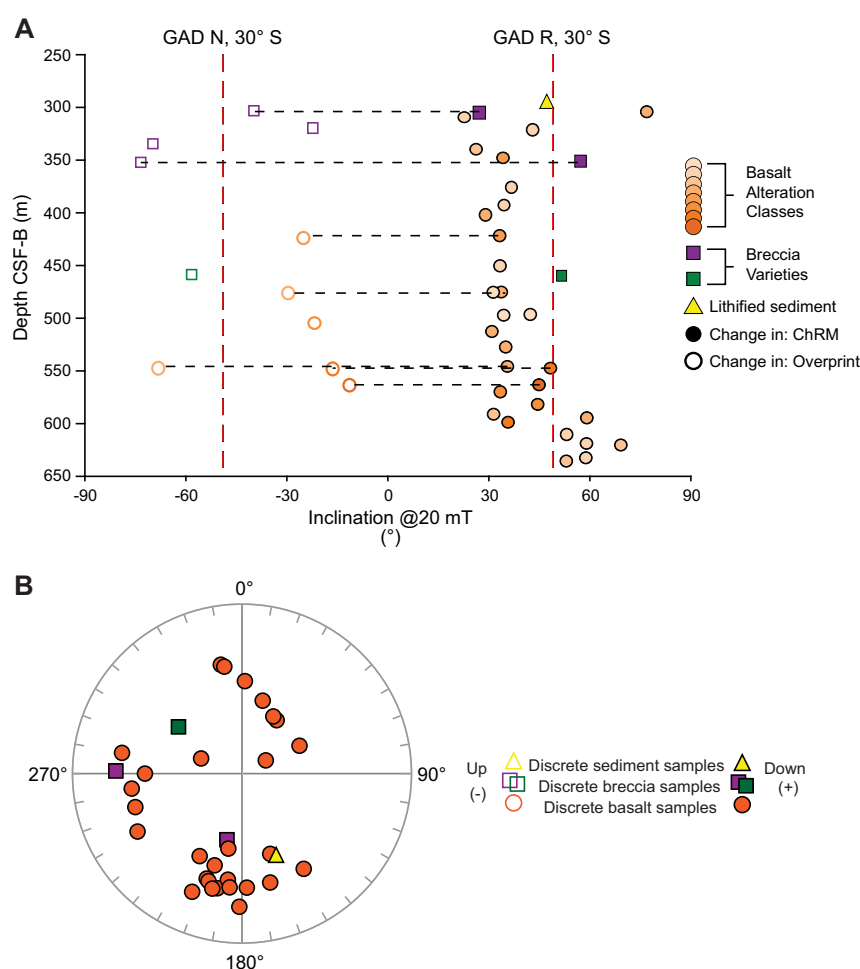 A
GAD N, 30° S
GAD R, 30° S
250
300
350
400
450
500
550
600
650
Depth CSF-B (m)
-90
-60
-30
0
30
60
90
Inclination @20 mT
(°)
Basalt
Alteration
Classes
Breccia
Varieties
Lithified sediment
Change in: ChRM
Change in: Overprint
B
0°
90°
180°
270°
Up
(-)
Discrete sediment samples
Discrete breccia samples
Discrete basalt samples
Down
(+)